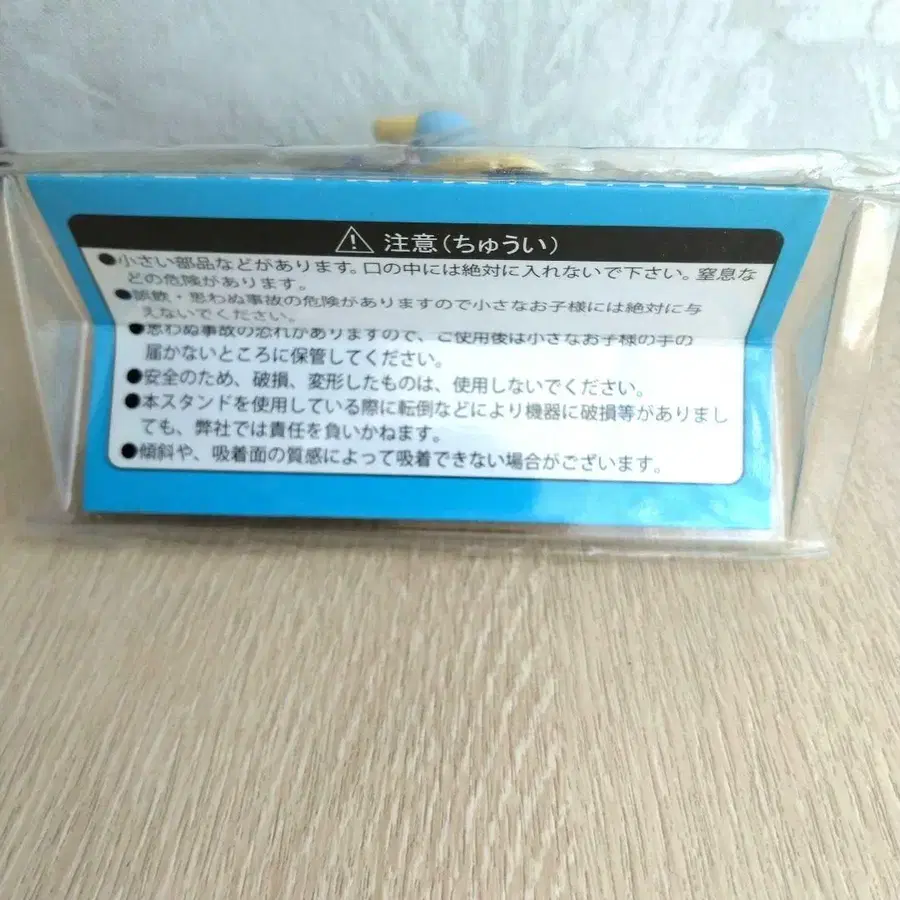 注意(ちゅうい)
●小さい部品などがあります。口の中には絶対に入れないで下さい。窒息な
どの危険があります。
●誤飲・思わぬ事故の危険がありますので小さなお子様には絶対に与
えないでください。
●思わぬ事故の恐れがありますので、ご使用後は小さなお子様の手の
届かないところに保管してください。
●安全のため、破損、変形したものは、使用しないでください。
●本スタンドを使用している際に転倒などにより機器に破損等がありまし
ても、弊社では責任を負いかねます。
●傾斜や、吸着面の質感によって吸着できない場合がございます。